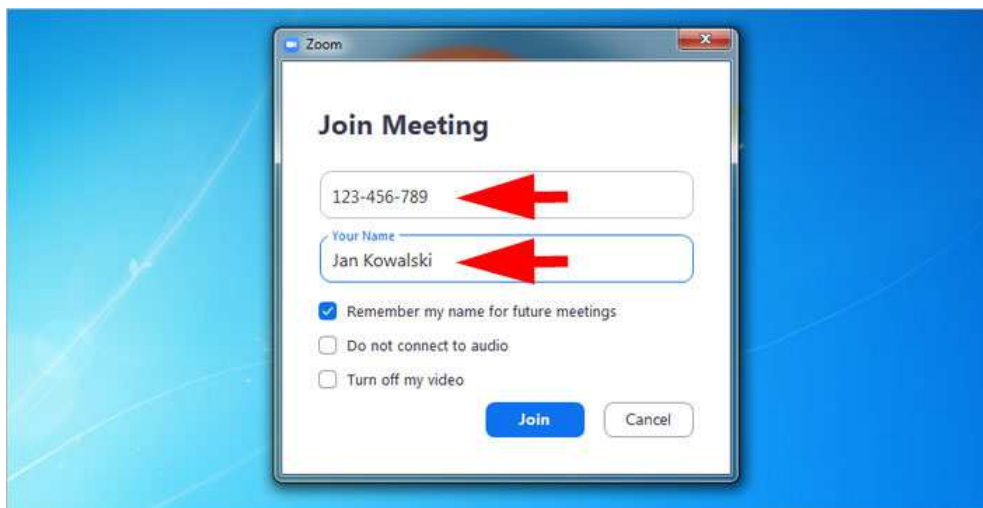 Zoom
Join Meeting
123-456-789
Your Name
Jan Kowalski
Remember my name for future meetings
Do not connect to audio
Turn off my video
Join Cancel